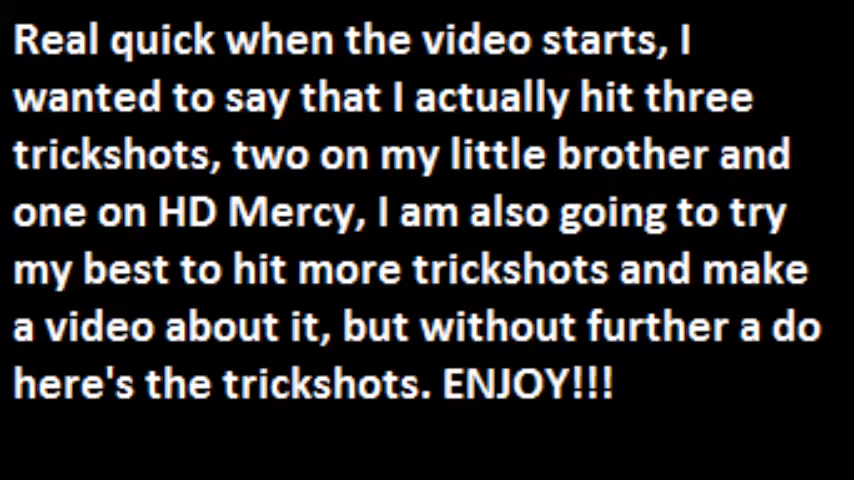 Real quick when the video starts, I
wanted to say that I actually hit three
trickshots, two on my little brother and
one on HD Mercy, I am also going to try
my best to hit more trickshots and make
a video about it, but without further a do
here's the trickshots. ENJOY!!!